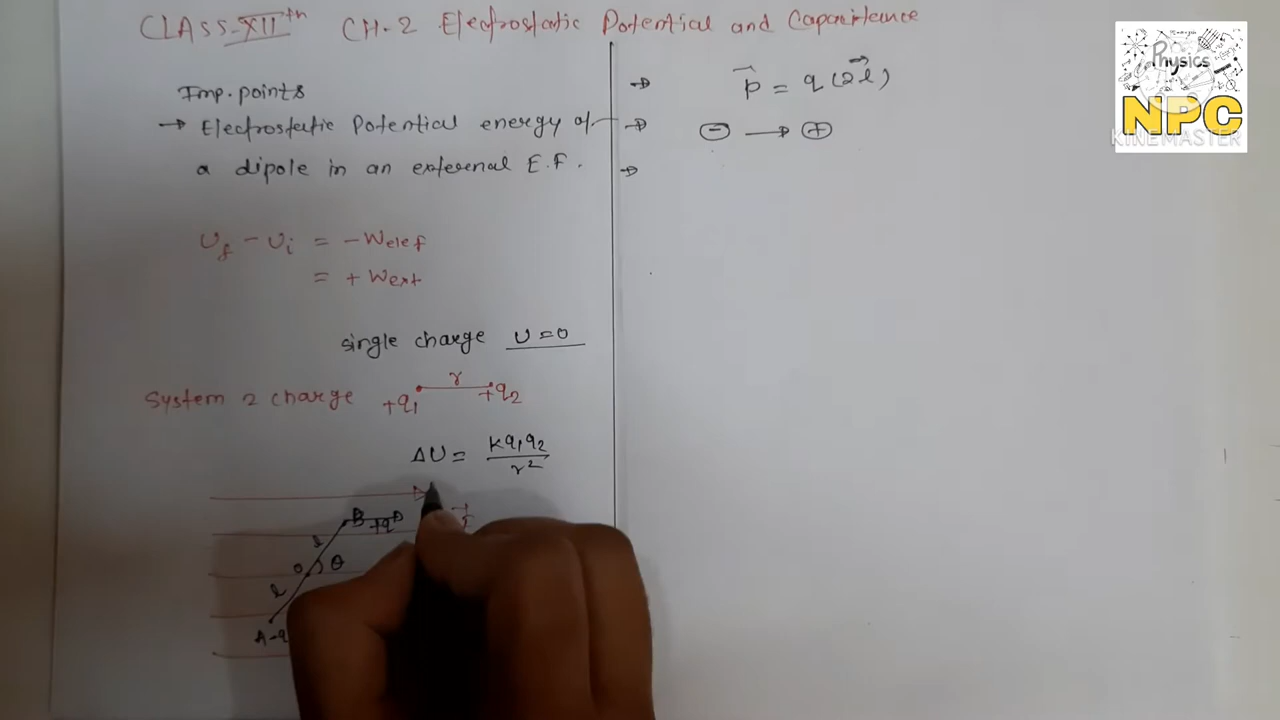 CLASS-XIIth CH-2 Electrostatic Potential and Capacitence
Imp. points
→ Electrostatic Potential energy of
a dipole in an external E.F.
Uf - Ui = - Welef
= + Wext
single charge U=0
System 2 charge +q1 r +q2
ΔU = Kq1q2 / r2
B +q
l
O θ
l
A -q
p = q(2l)
- → +
Physics
NPC
KINEMASTER